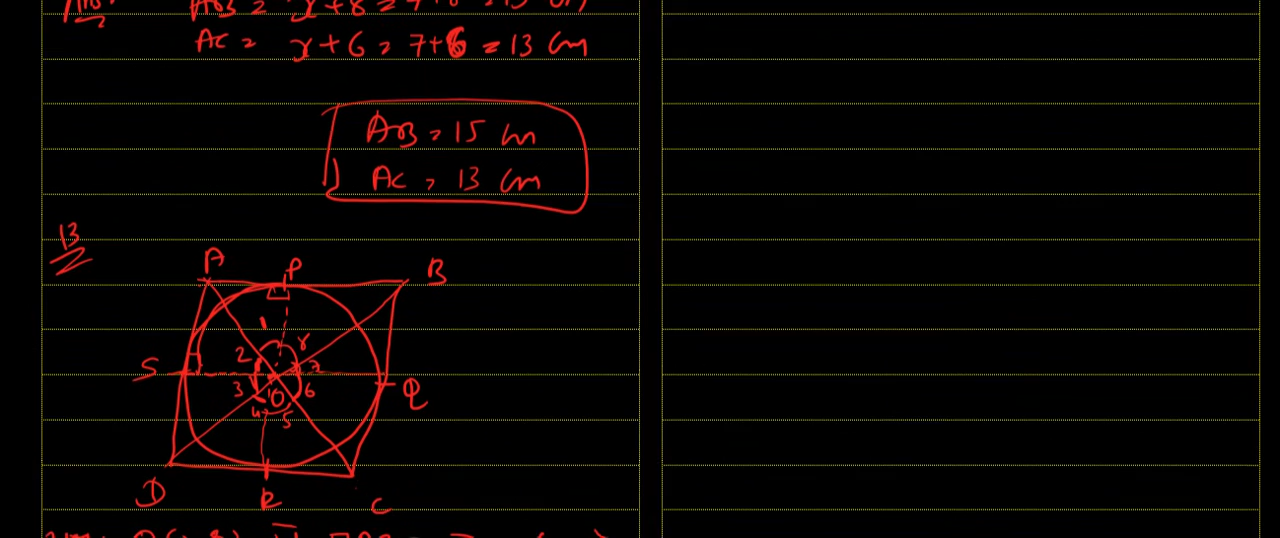 AC = x + 6 = 7+6 = 13 cm
AB = 15 cm
AC = 13 cm
13
A P B
1
2 8
S 7
3 O 6 Q
4 5
D R C